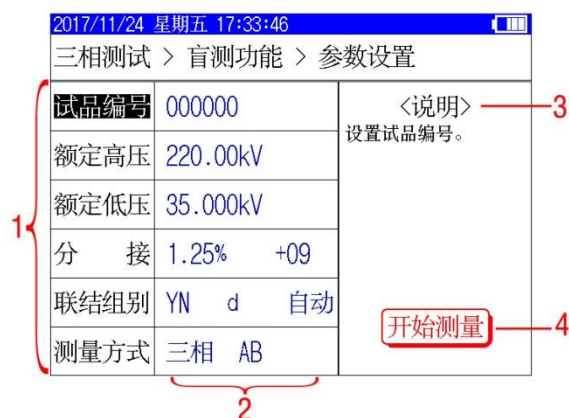 2017/11/24 星期五 17:33:46
三相测试 > 盲测功能 > 参数设置
试品编号 000000
额定高压 220.00kV
额定低压 35.000kV
分 接 1.25% +09
联结组别 YN d 自动
测量方式 三相 AB
<说明>
设置试品编号。
开始测量
1
2
3
4